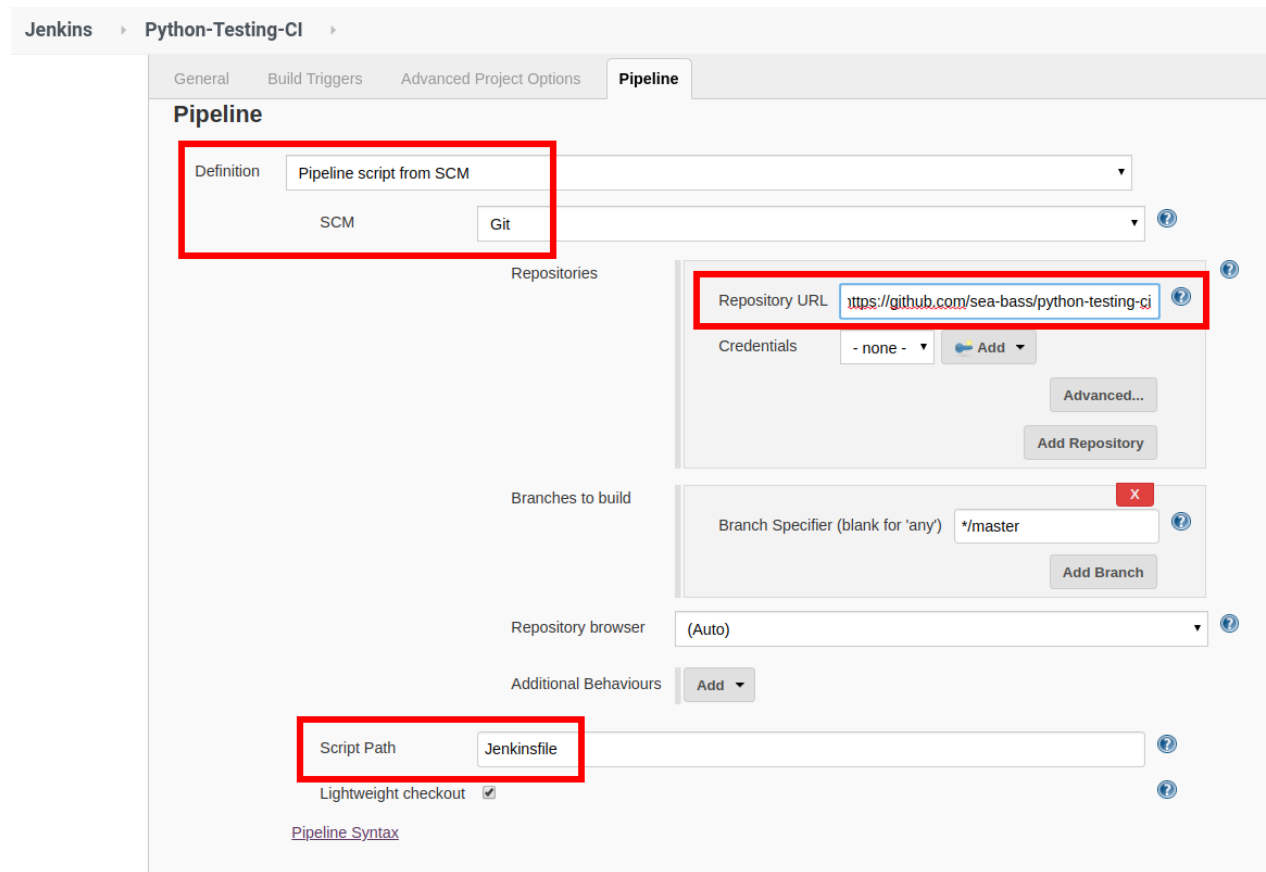 Jenkins Python-Testing-CI
General Build Triggers Advanced Project Options Pipeline
Pipeline
Definition Pipeline script from SCM
SCM Git
Repositories
Repository URL https://github.com/sea-bass/python-testing-ci
Credentials - none - Add
Advanced...
Add Repository
Branches to build X
Branch Specifier (blank for 'any') */master
Add Branch
Repository browser (Auto)
Additional Behaviours Add
Script Path Jenkinsfile
Lightweight checkout
Pipeline Syntax